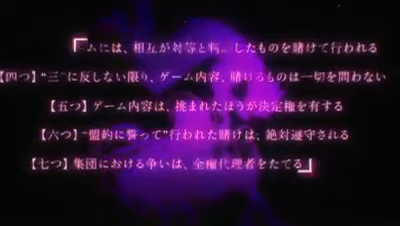 ムには、相互が対等と判断したものを賭けて行われる
【四つ】“三”に反しない限り、ゲーム内容、賭けるものは一切を問わない
【五つ】ゲーム内容は、挑まれたほうが決定権を有する
【六つ】“盟約に誓って”行われた賭けは、絶対遵守される
【七つ】集団における争いは、全権代理者をたてる